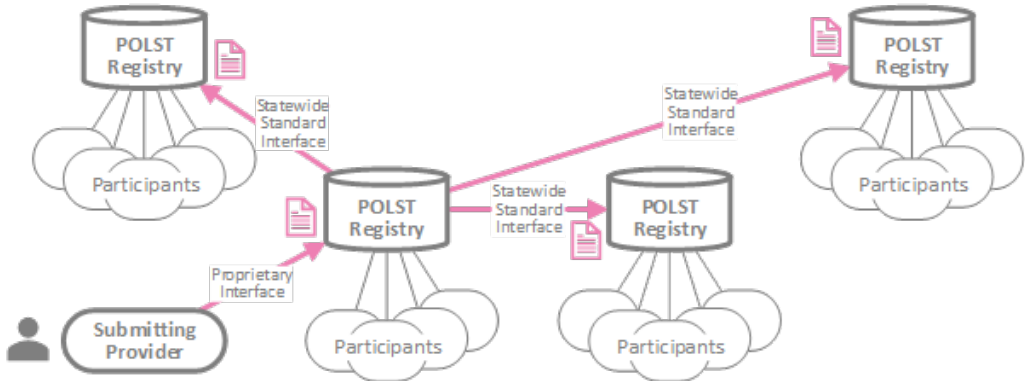 POLST
Registry
Participants
Statewide
Standard
Interface
POLST
Registry
Participants
Statewide
Standard
Interface
POLST
Registry
Participants
Statewide
Standard
Interface
POLST
Registry
Participants
Proprietary
Interface
Submitting
Provider